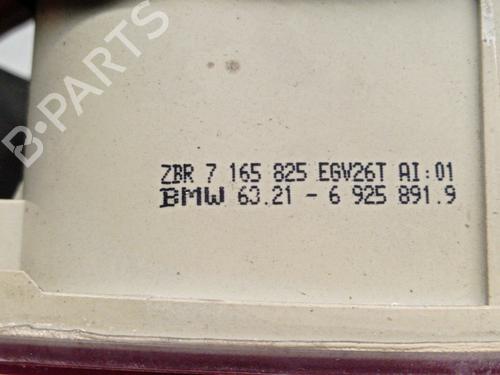 B-PARTS
ZBR 7 165 825 EGV26T AI:01
BMW 63.21 - 6 925 891.9